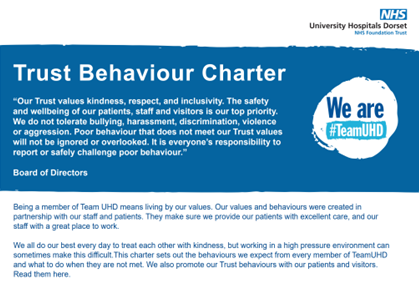 NHS
University Hospitals Dorset
NHS Foundation Trust
Trust Behaviour Charter
“Our Trust values kindness, respect, and inclusivity. The safety
and wellbeing of our patients, staff and visitors is our top priority.
We do not tolerate bullying, harassment, discrimination, violence
or aggression. Poor behaviour that does not meet our Trust values
will not be ignored or overlooked. It is everyone’s responsibility to
report or safely challenge poor behaviour.”
Board of Directors
We are
#TeamUHD
Being a member of Team UHD means living by our values. Our values and behaviours were created in
partnership with our staff and patients. They make sure we provide our patients with excellent care, and our
staff with a great place to work.
We all do our best every day to treat each other with kindness, but working in a high pressure environment can
sometimes make this difficult.This charter sets out the behaviours we expect from every member of TeamUHD
and what to do when they are not met. We also promote our Trust behaviours with our patients and visitors.
Read them here.